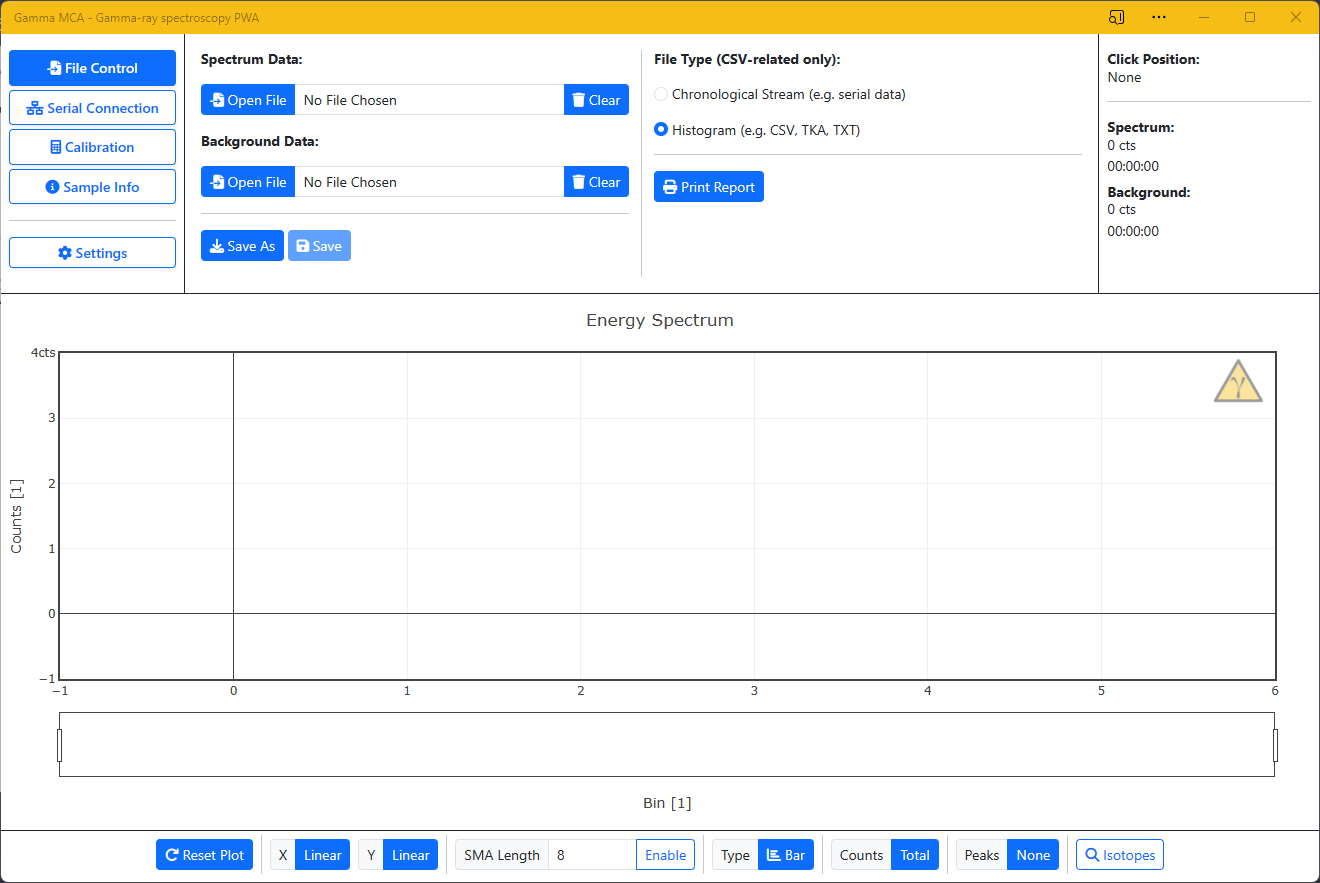 Gamma MCA - Gamma-ray spectroscopy PWA
File Control
Serial Connection
Calibration
Sample Info
Settings
Spectrum Data:
Open File No File Chosen Clear
Background Data:
Open File No File Chosen Clear
Save As Save
File Type (CSV-related only):
Chronological Stream (e.g. serial data)
Histogram (e.g. CSV, TKA, TXT)
Print Report
Click Position:
None
Spectrum:
0 cts
00:00:00
Background:
0 cts
00:00:00
Energy Spectrum
4cts
3
2
1
0
−1
Counts [1]
γ
−1 0 1 2 3 4 5 6
Bin [1]
Reset Plot X Linear Y Linear SMA Length 8 Enable Type Bar Counts Total Peaks None Isotopes